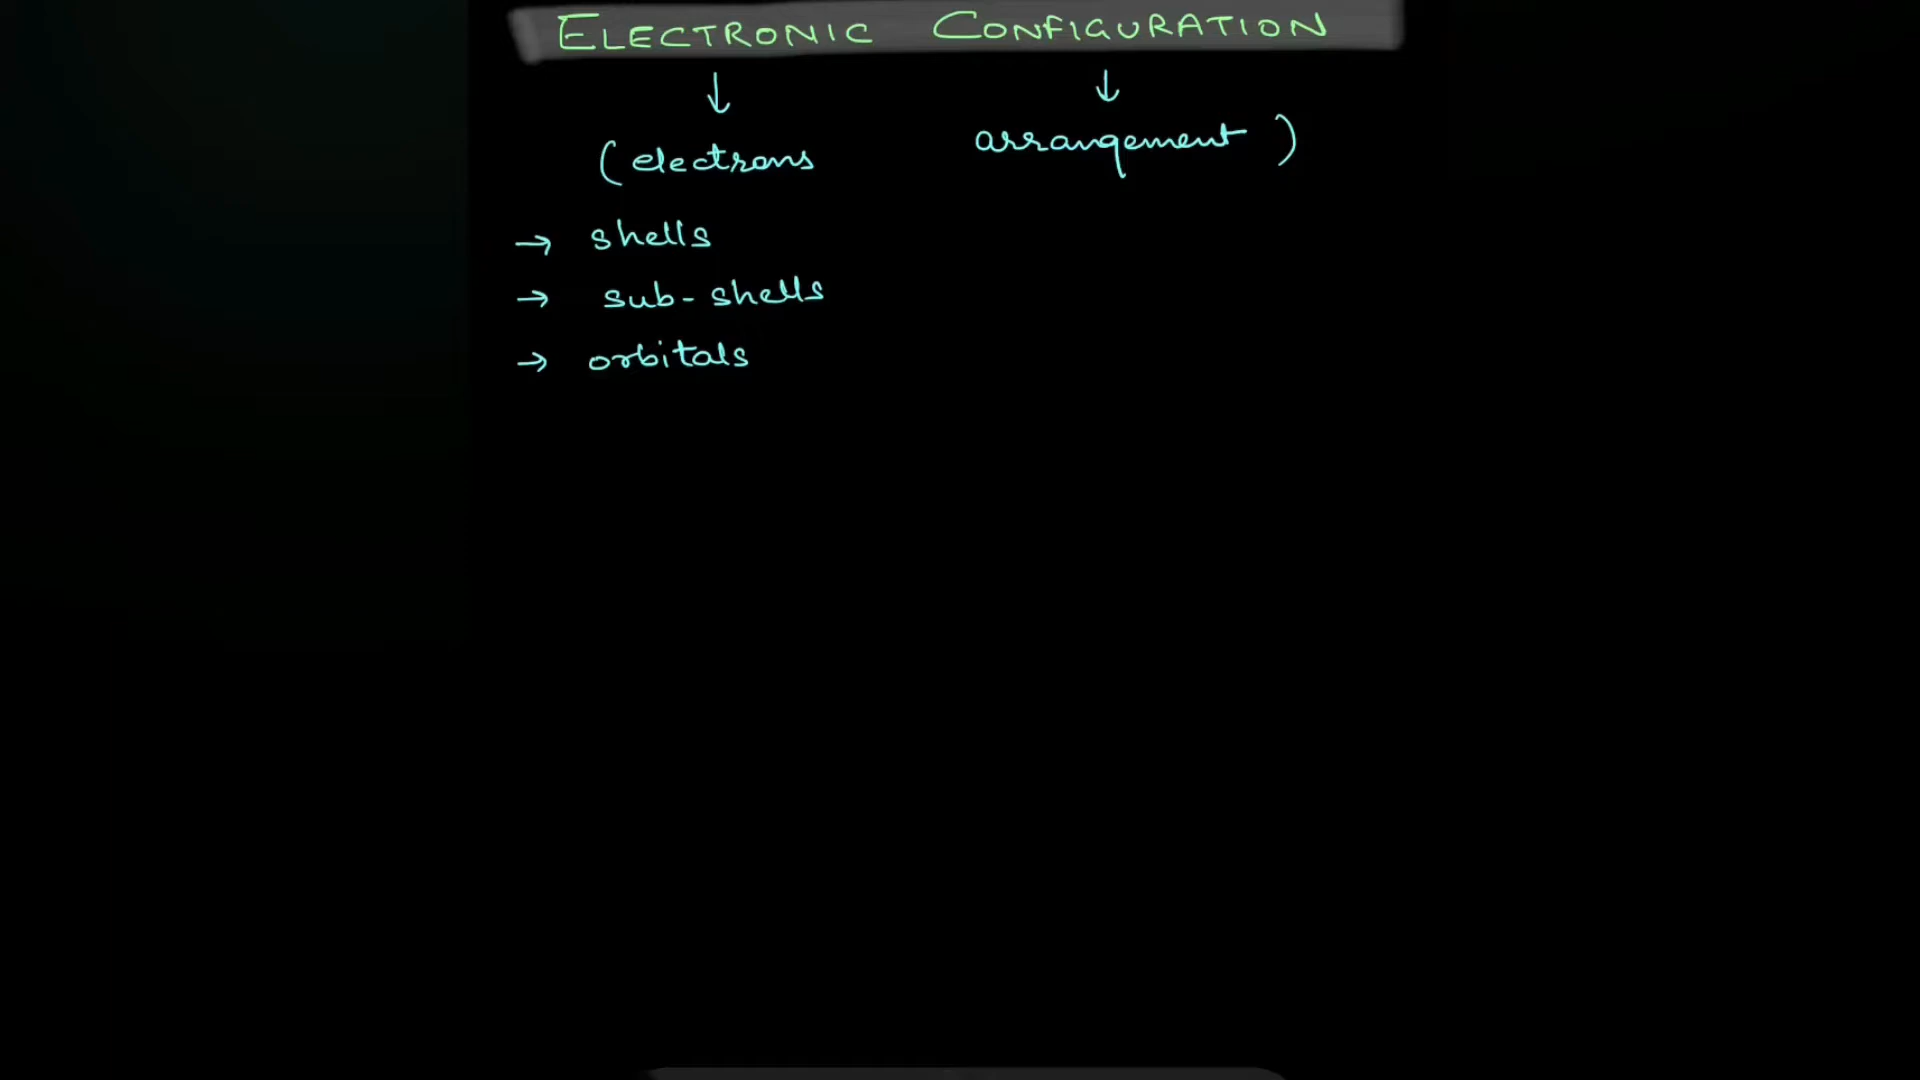 ELECTRONIC CONFIGURATION
↓ ↓
(electrons arrangement)
→ shells
→ sub-shells
→ orbitals